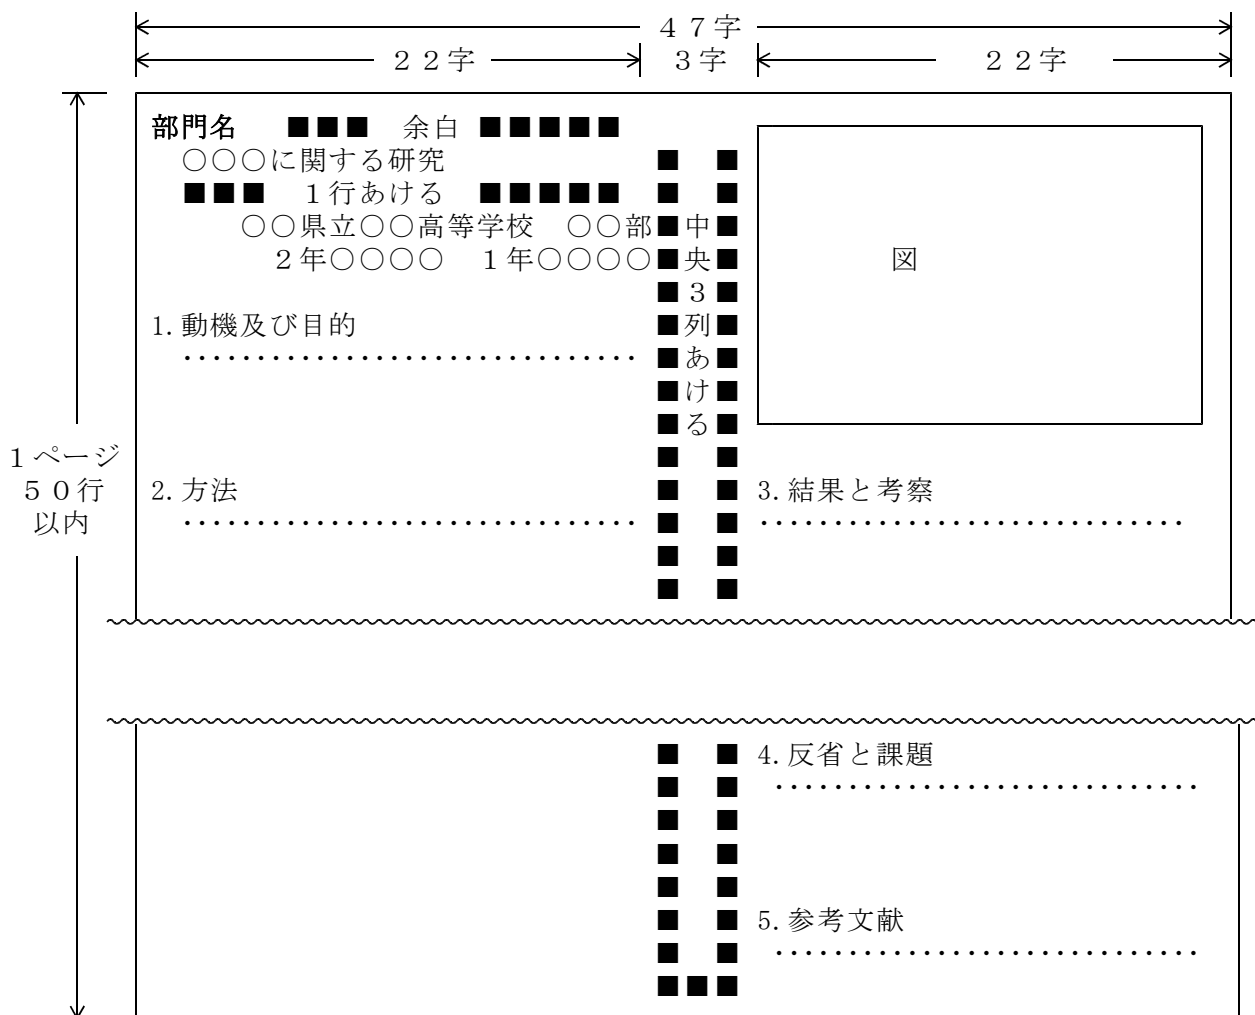 ４７字
２２字 ３字 ２２字
部門名 ■■■ 余白 ■■■■■
○○○に関する研究
■■■ １行あける ■■■■■
○○県立○○高等学校 ○○部
２年○○○○ １年○○○○
1.動機及び目的
・・・・・・・・・・・・・・・・・・・・・・・・・・・・・・・
2.方法
・・・・・・・・・・・・・・・・・・・・・・・・・・・・・・・
中央３列あける
図
3.結果と考察
・・・・・・・・・・・・・・・・・・・・・・・・・・・・・
4.反省と課題
・・・・・・・・・・・・・・・・・・・・・・・・・・・・・
5.参考文献
・・・・・・・・・・・・・・・・・・・・・・・・・・・・・
１ページ
５０行
以内